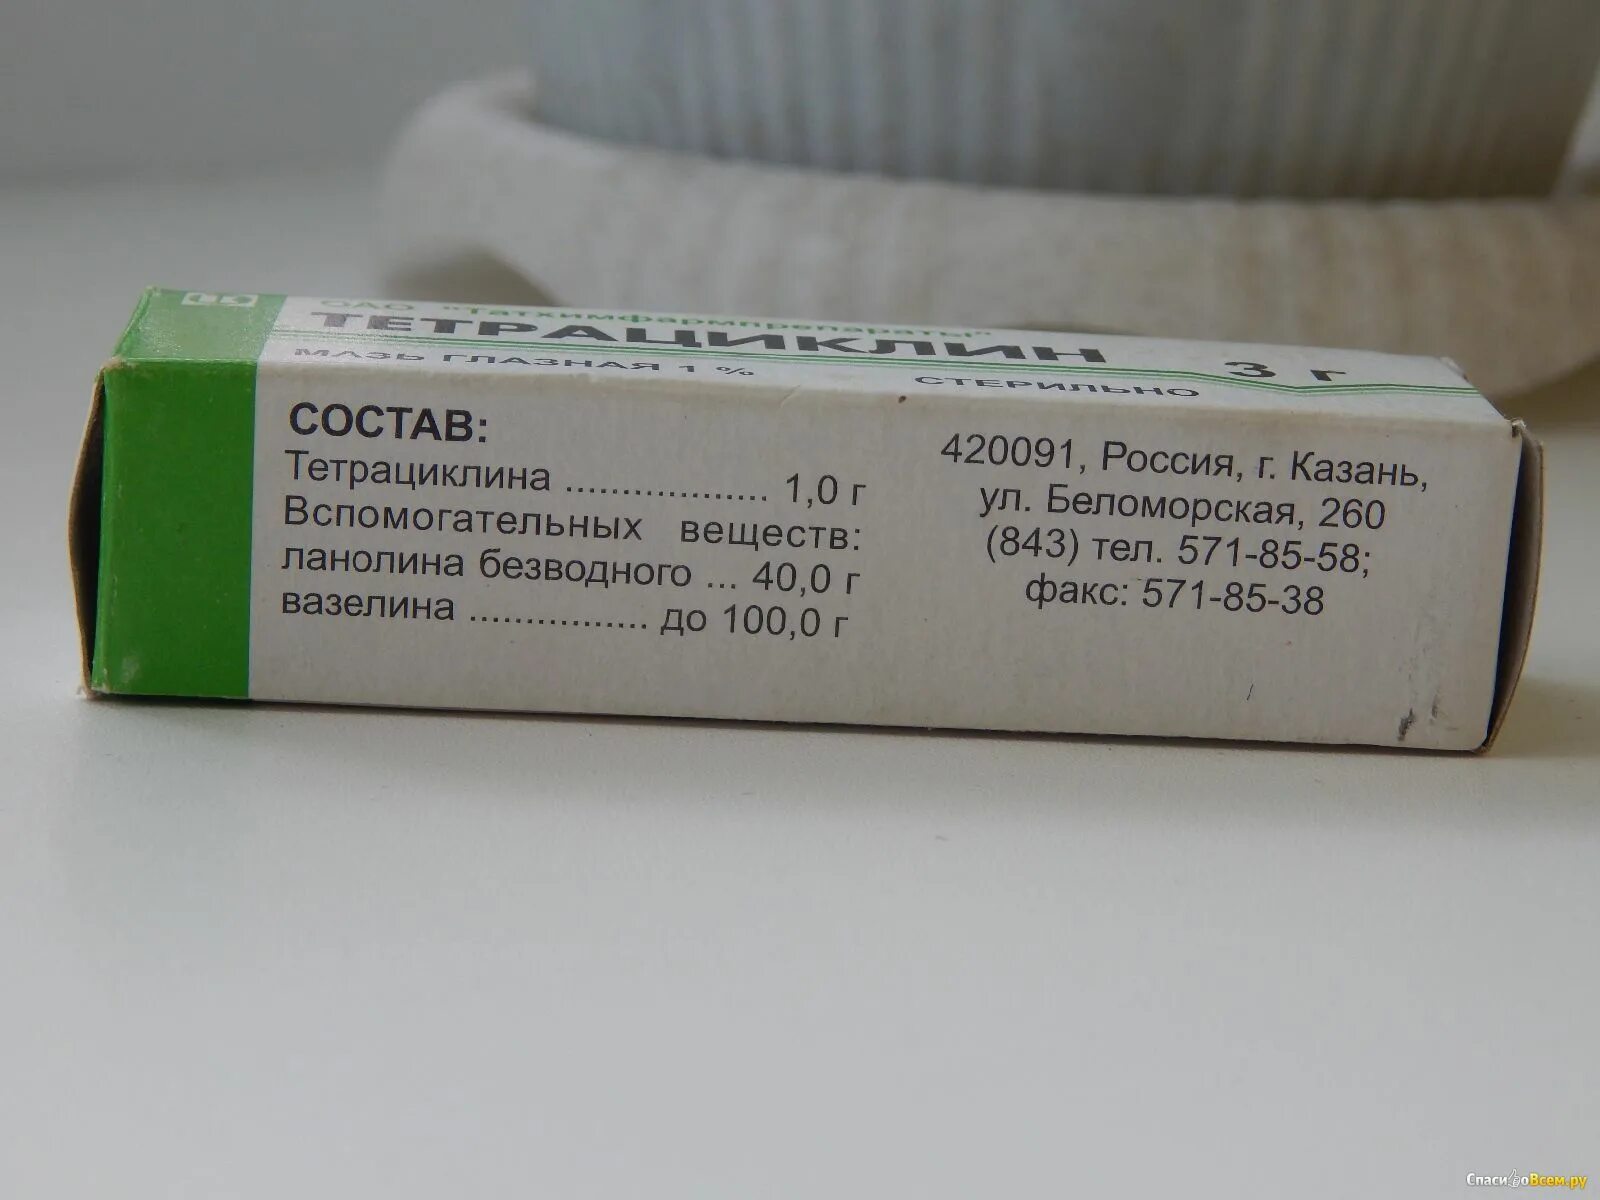 ОАО "Татхимфармпрепараты"
ТЕТРАЦИКЛИН 3 г
МАЗЬ ГЛАЗНАЯ 1 % СТЕРИЛЬНО
СОСТАВ:
Тетрациклина .................. 1,0 г
Вспомогательных веществ:
ланолина безводного ... 40,0 г
вазелина ................ до 100,0 г
420091, Россия, г. Казань,
ул. Беломорская, 260
(843) тел. 571-85-58;
факс: 571-85-38
СпасибоВсем.ру